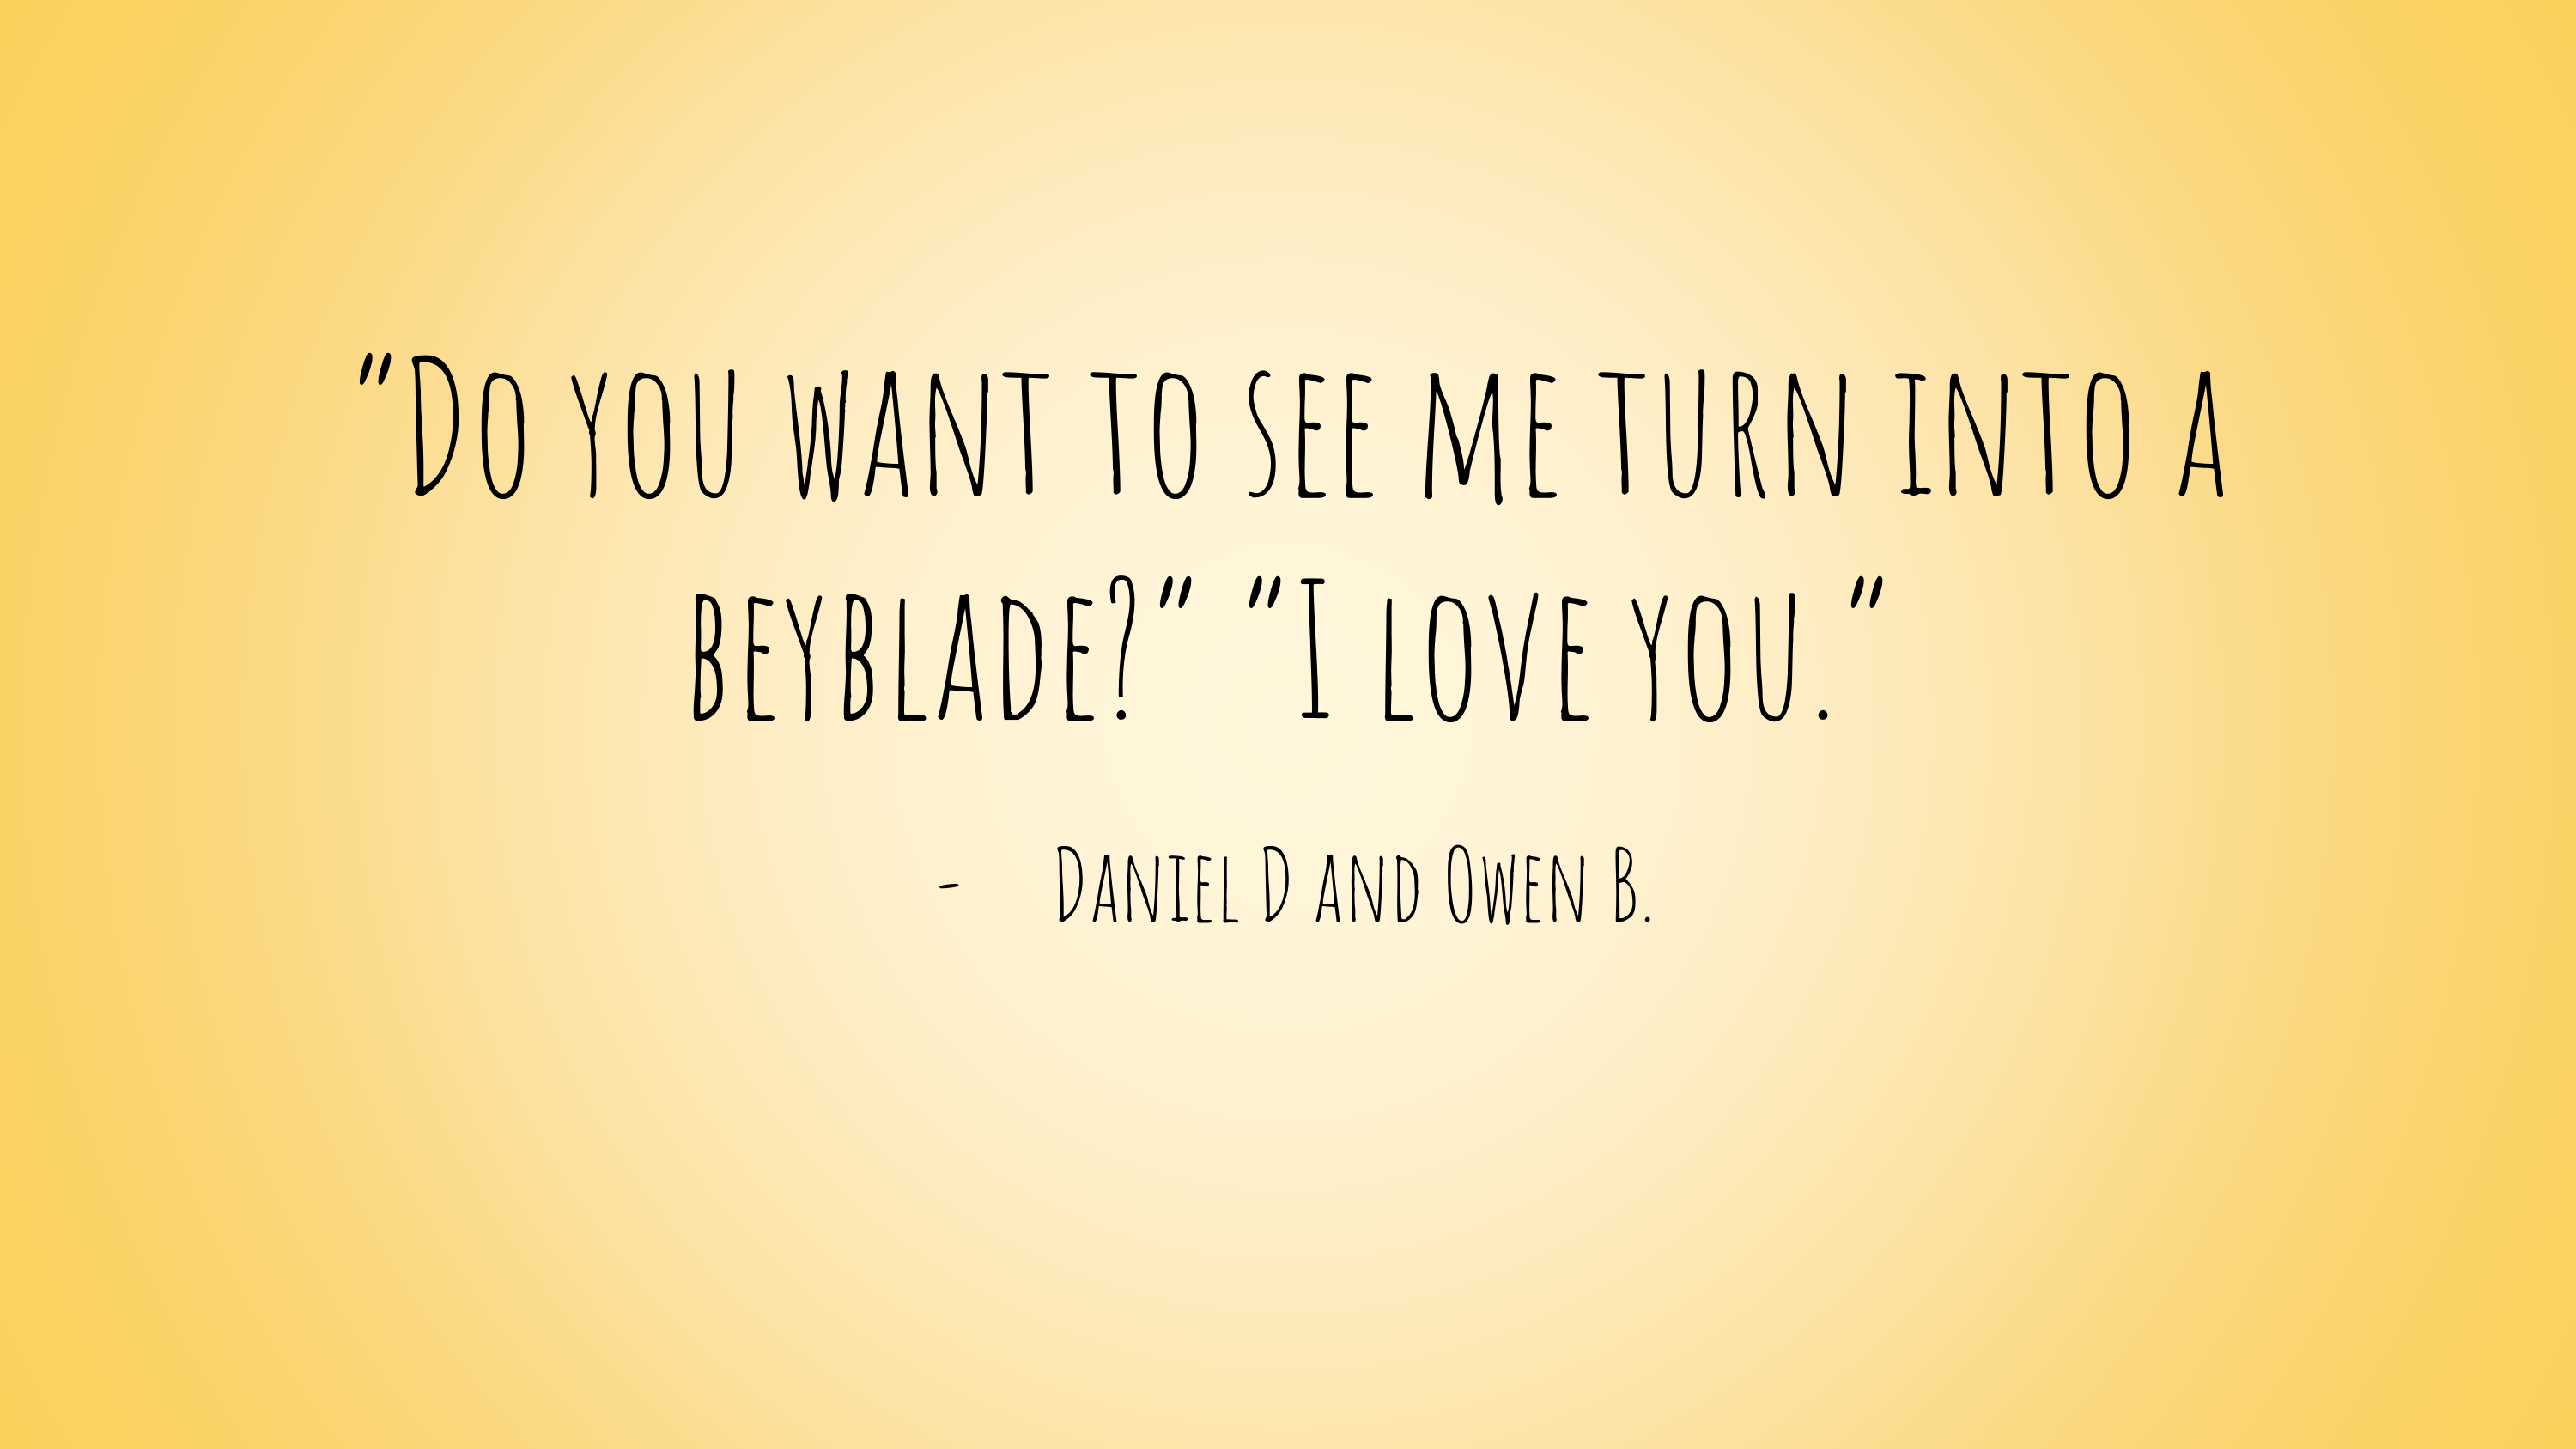 “Do you want to see me turn into a
beyblade?” “I love you.”
- Daniel D and Owen B.